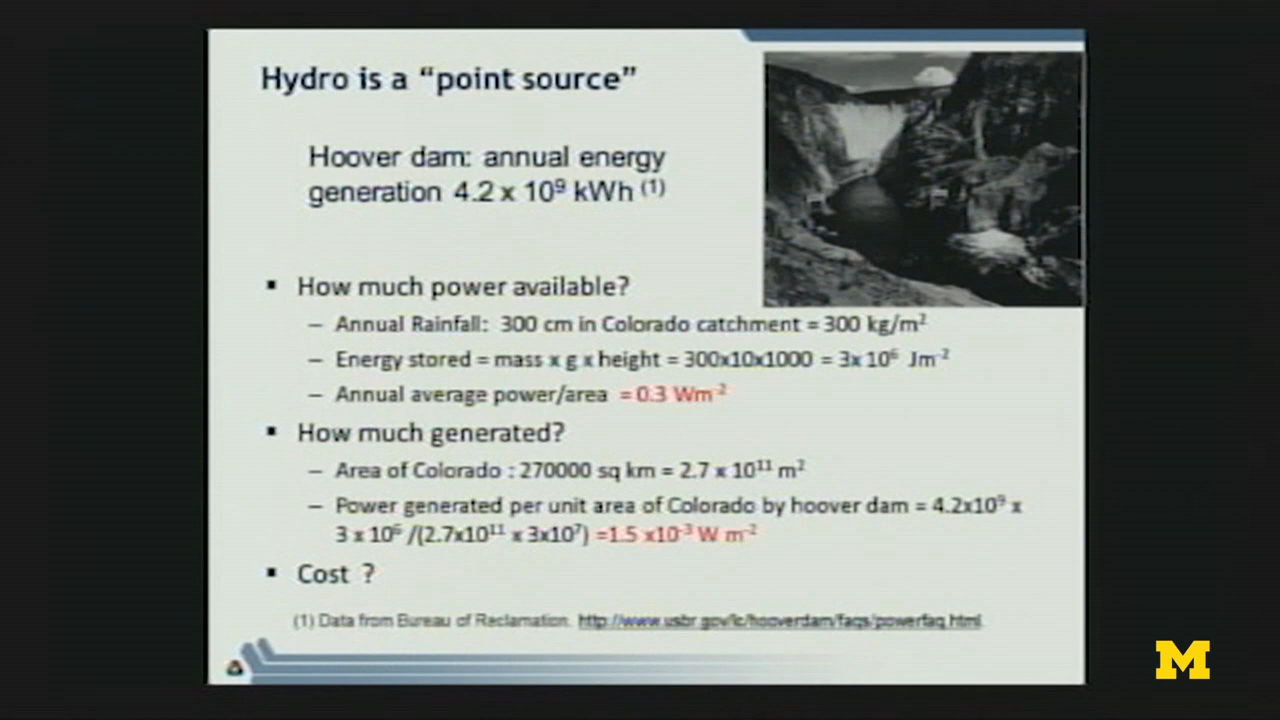 Hydro is a “point source”
Hoover dam: annual energy
generation 4.2 x 10⁹ kWh ⁽¹⁾
▪ How much power available?
– Annual Rainfall: 300 cm in Colorado catchment = 300 kg/m²
– Energy stored = mass x g x height = 300x10x1000 = 3x 10⁶ Jm⁻²
– Annual average power/area = 0.3 Wm⁻²
▪ How much generated?
– Area of Colorado : 270000 sq km = 2.7 x 10¹¹ m²
– Power generated per unit area of Colorado by hoover dam = 4.2x10⁹ x
3 x 10⁶ /(2.7x10¹¹ x 3x10⁷) =1.5 x10⁻³ W m⁻²
▪ Cost ?
(1) Data from Bureau of Reclamation. http://www.usbr.gov/lc/hooverdam/faqs/powerfaq.html
M